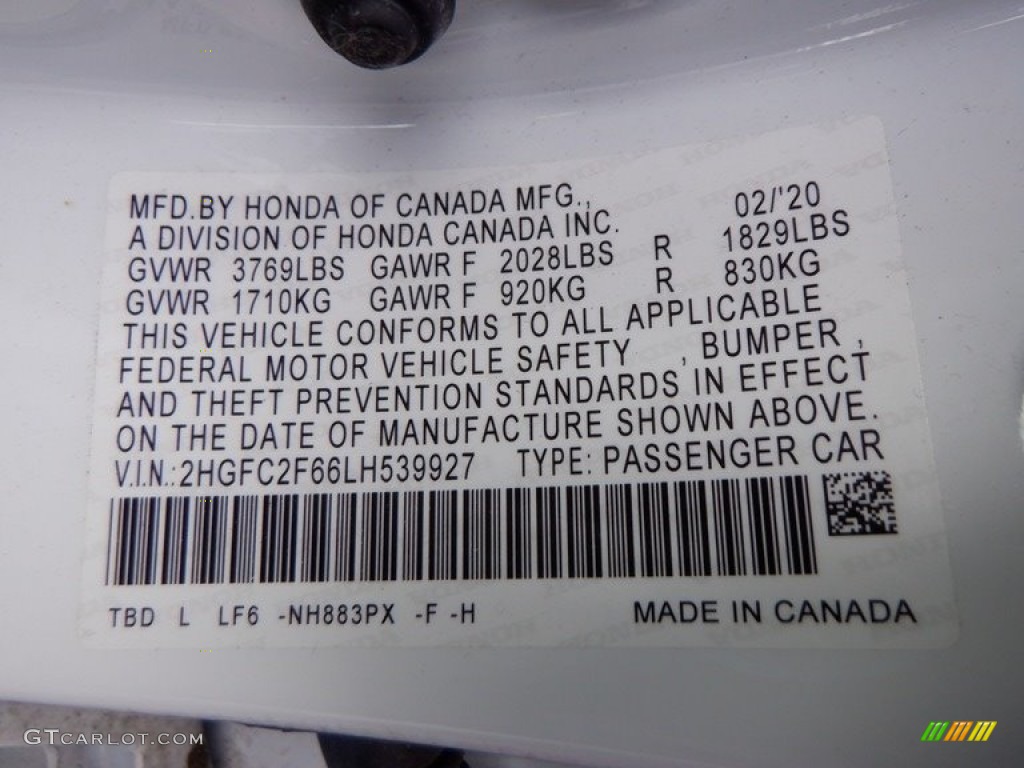 MFD.BY HONDA OF CANADA MFG., 02/'20
A DIVISION OF HONDA CANADA INC.
GVWR 3769LBS GAWR F 2028LBS R 1829LBS
GVWR 1710KG GAWR F 920KG R 830KG
THIS VEHICLE CONFORMS TO ALL APPLICABLE
FEDERAL MOTOR VEHICLE SAFETY , BUMPER ,
AND THEFT PREVENTION STANDARDS IN EFFECT
ON THE DATE OF MANUFACTURE SHOWN ABOVE.
V.I.N.: 2HGFC2F66LH539927 TYPE: PASSENGER CAR
TBD L LF6 -NH883PX -F -H MADE IN CANADA
GTCARLOT.COM